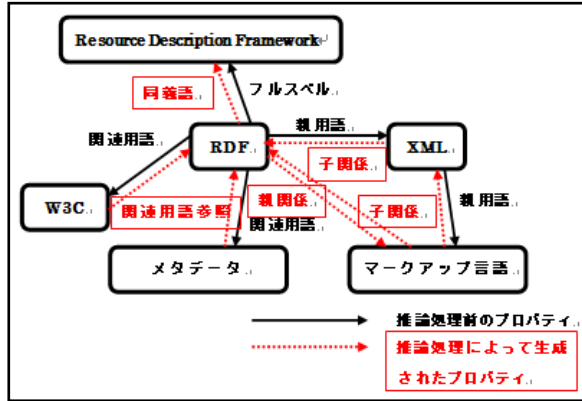 Resource Description Framework
同義語
フルスペル
関連用語
親用語
RDF
XML
子関係
W3C
関連用語参照
親関係
子関係
親用語
関連用語
メタデータ
マークアップ言語
推論処理前のプロパティ
推論処理によって生成
されたプロパティ